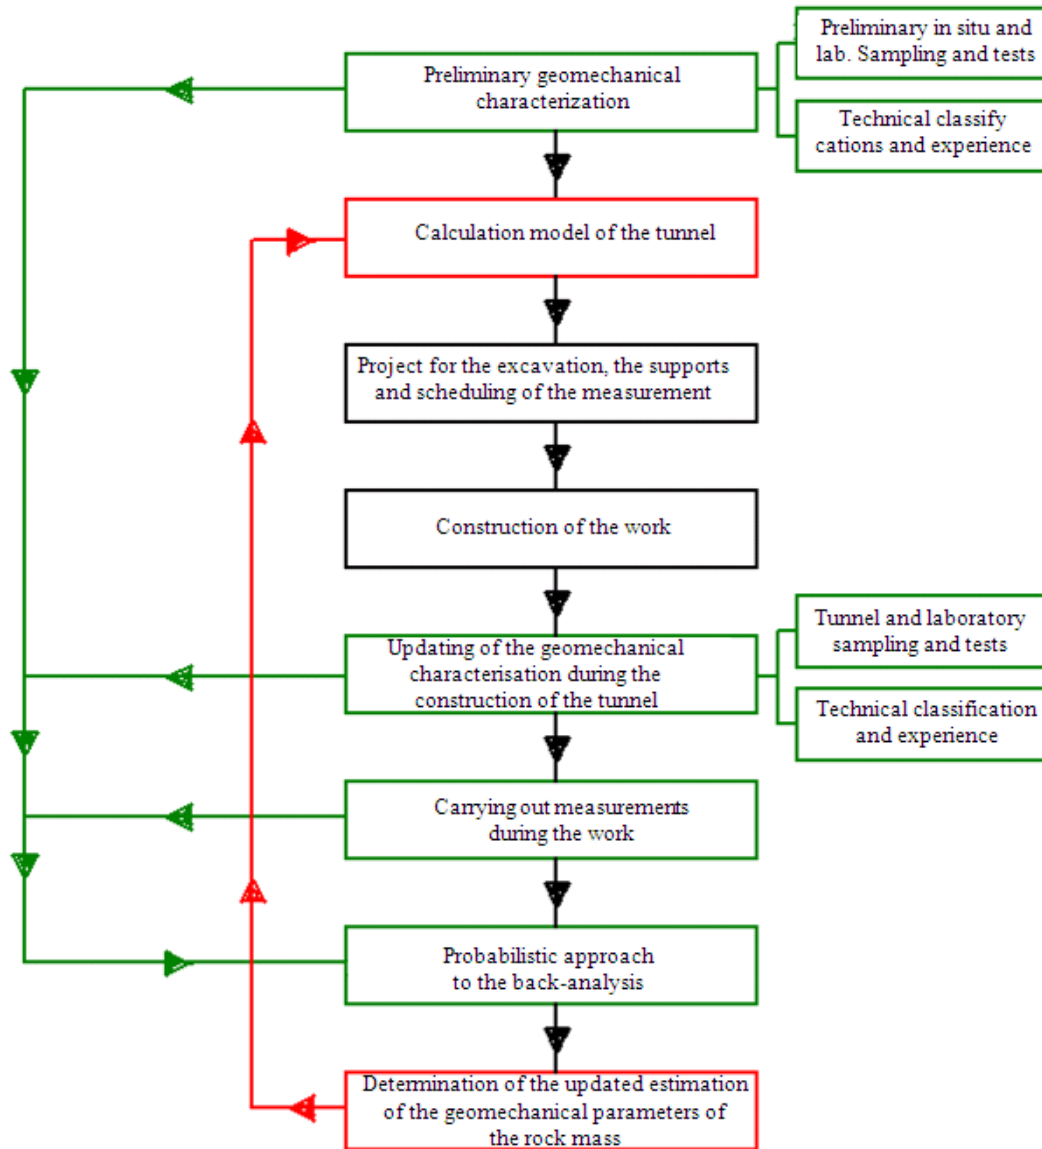 Preliminary in situ and
lab. Sampling and tests
Preliminary geomechanical
characterization
Technical classify
cations and experience
Calculation model of the tunnel
Project for the excavation, the supports
and scheduling of the measurement
Construction of the work
Updating of the geomechanical
characterisation during the
construction of the tunnel
Tunnel and laboratory
sampling and tests
Technical classification
and experience
Carrying out measurements
during the work
Probabilistic approach
to the back-analysis
Determination of the updated estimation
of the geomechanical parameters of
the rock mass